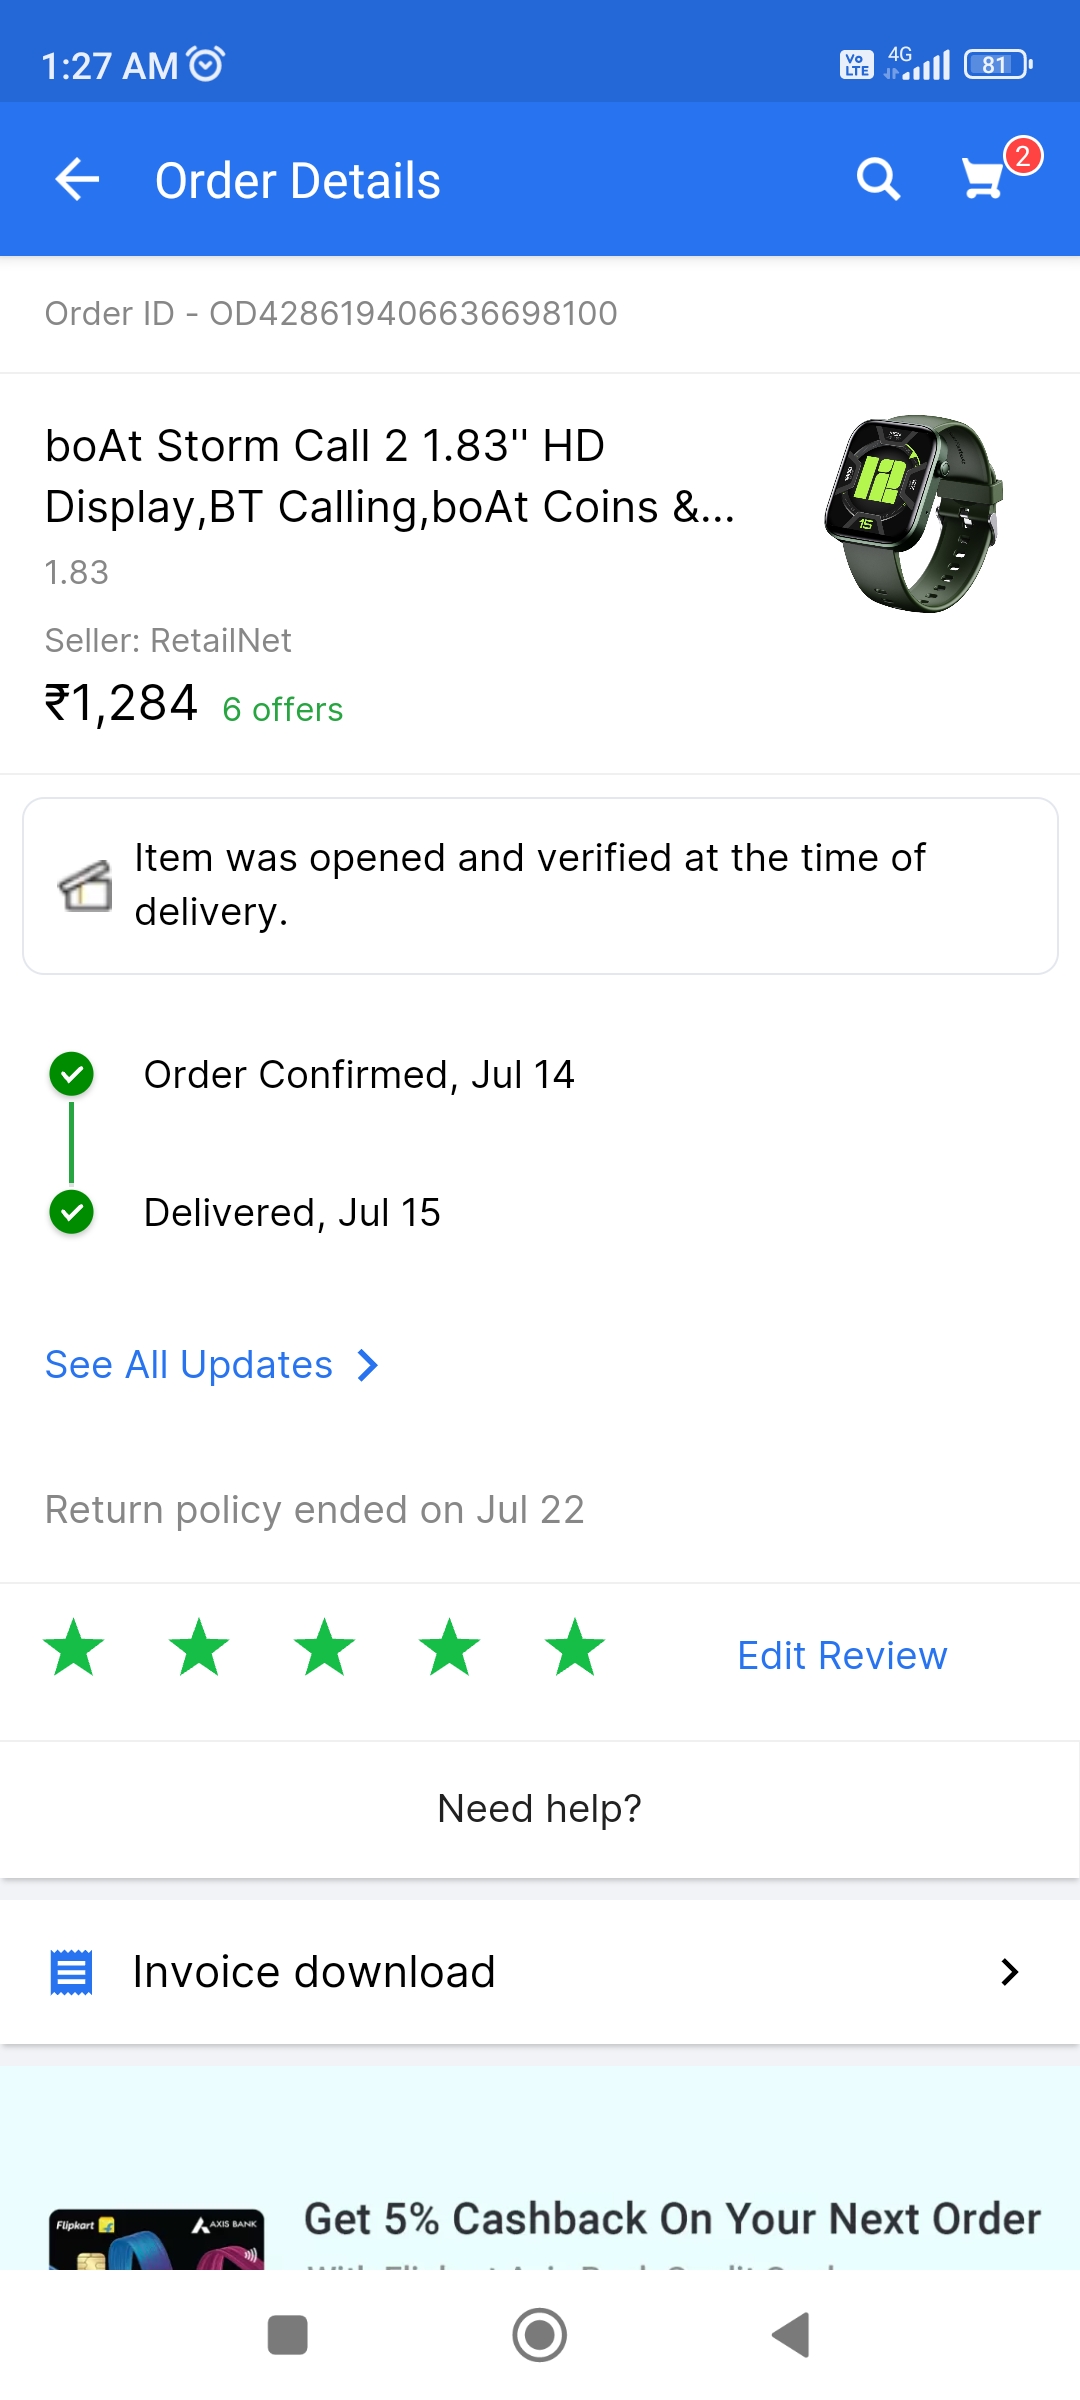 1:27 AM
Vo LTE 4G 81
Order Details
2
Order ID - OD428619406636698100
boAt Storm Call 2 1.83'' HD
Display,BT Calling,boAt Coins &...
12
15
1.83
Seller: RetailNet
₹1,284 6 offers
Item was opened and verified at the time of
delivery.
Order Confirmed, Jul 14
Delivered, Jul 15
See All Updates
Return policy ended on Jul 22
Edit Review
Need help?
Invoice download
Get 5% Cashback On Your Next Order
Flipkart AXIS BANK